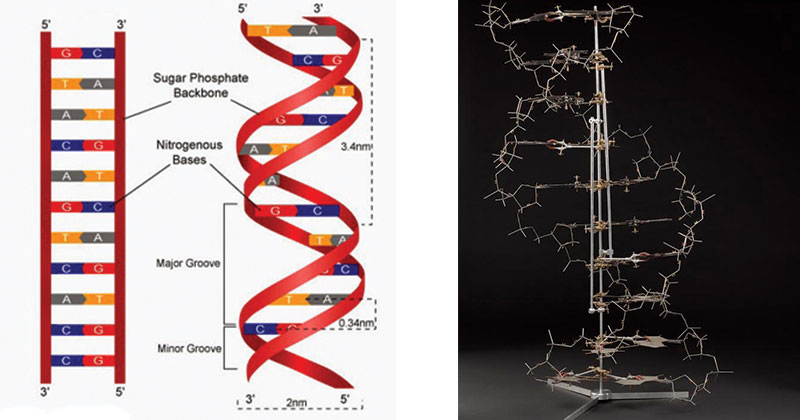 5' 3'
G C
T A
A T
C G
A T
G C
T A
C G
A T
C G
C G
3' 5'
Sugar Phosphate
Backbone
Nitrogenous
Bases
Major Groove
Minor Groove
5' 3'
T A
C G
A T
G C
A T
A
G C
T A
C
T A
C
3' 5'
3.4nm
0.34nm
2nm